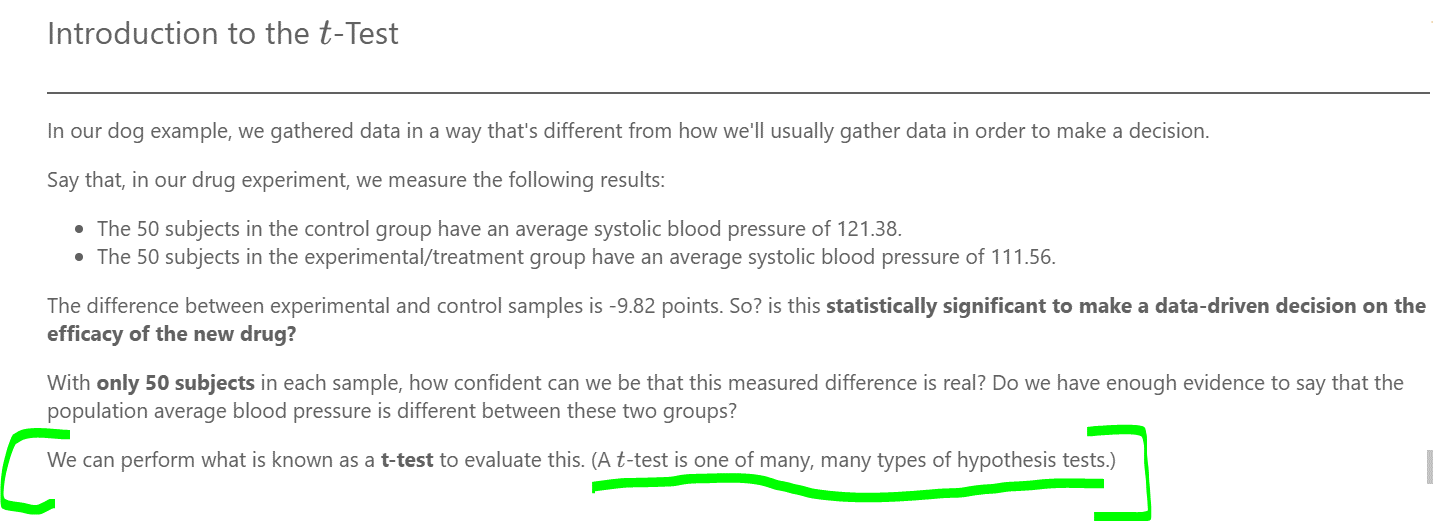 Introduction to the t-Test
In our dog example, we gathered data in a way that's different from how we'll usually gather data in order to make a decision.
Say that, in our drug experiment, we measure the following results:
• The 50 subjects in the control group have an average systolic blood pressure of 121.38.
• The 50 subjects in the experimental/treatment group have an average systolic blood pressure of 111.56.
The difference between experimental and control samples is -9.82 points. So? is this statistically significant to make a data-driven decision on the
efficacy of the new drug?
With only 50 subjects in each sample, how confident can we be that this measured difference is real? Do we have enough evidence to say that the
population average blood pressure is different between these two groups?
We can perform what is known as a t-test to evaluate this. (A t-test is one of many, many types of hypothesis tests.)